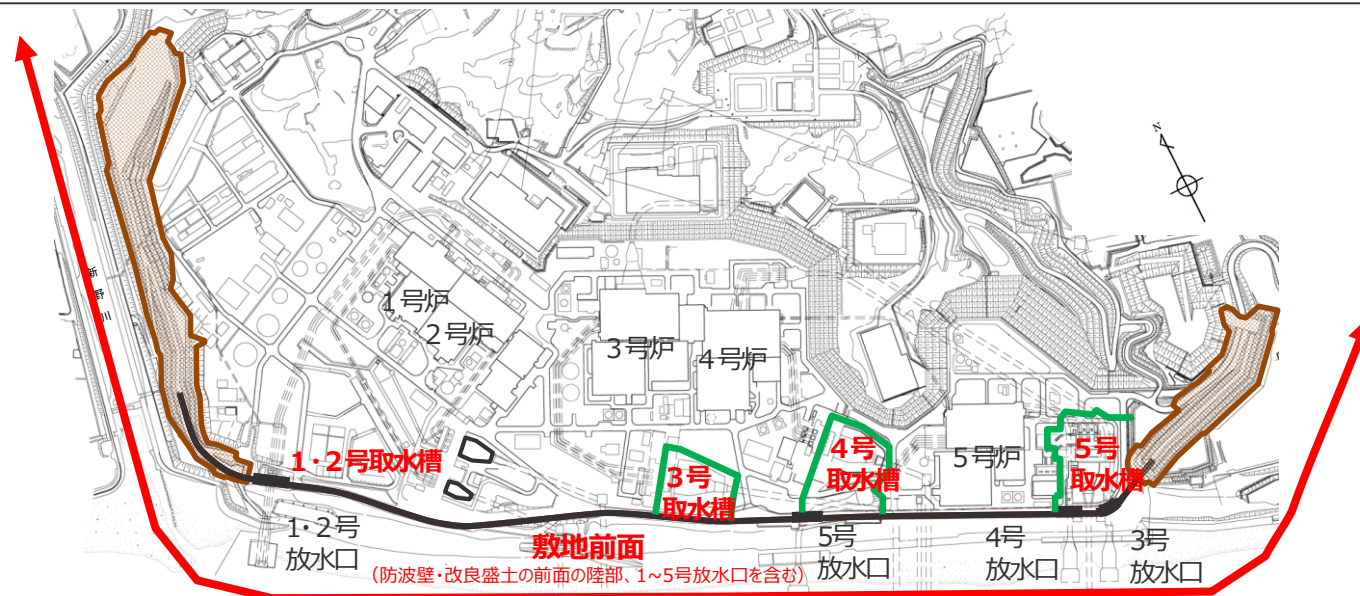 N
新野川
1号炉
2号炉
3号炉
4号炉
5号炉
1・2号取水槽
3号
取水槽
4号
取水槽
5号
取水槽
1・2号
放水口
敷地前面
(防波壁・改良盛土の前面の陸部、1~5号放水口を含む)
5号
放水口
4号
放水口
3号
放水口